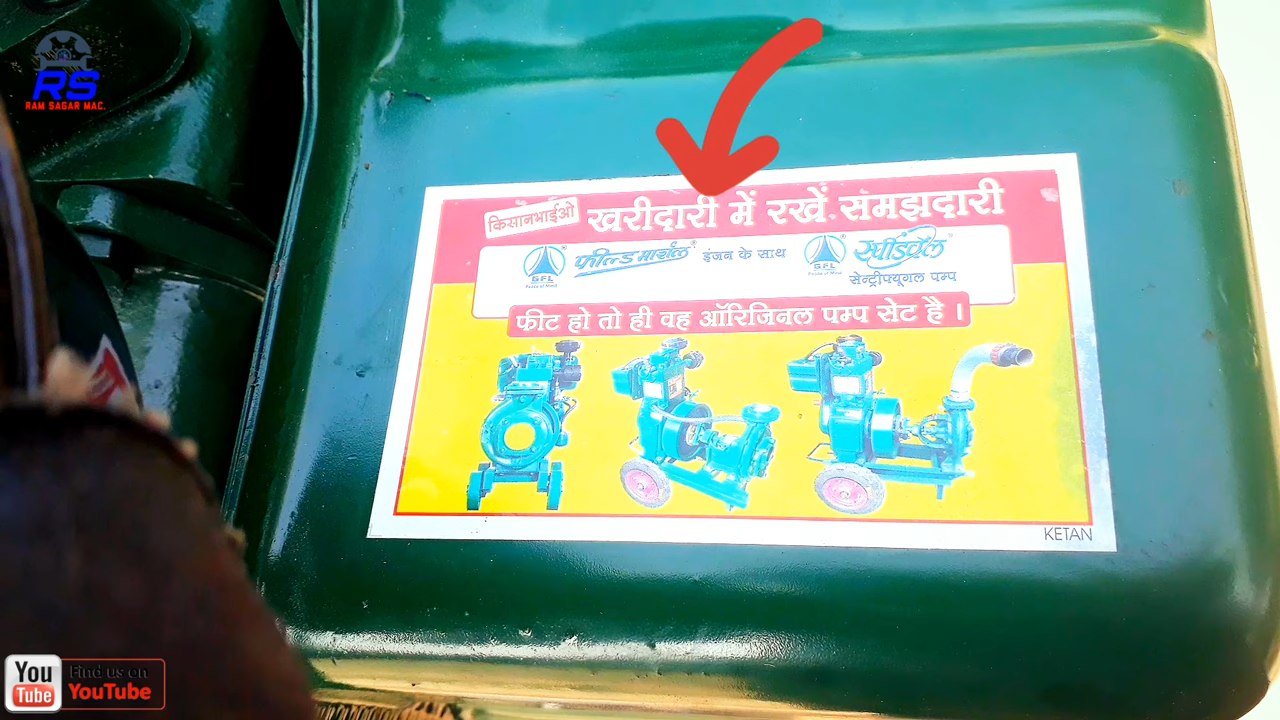 RS
RAM SAGAR MAC.
किसानभाईओ खरीदारी में रखें समझदारी
GFL फील्डमार्शल इंजन के साथ GFL स्पीडवेल
सेन्ट्रीफ्यूगल पम्प
फीट हो तो ही वह ऑरिजिनल पम्प सेट है ।
KETAN
You
Tube
Find us on
YouTube